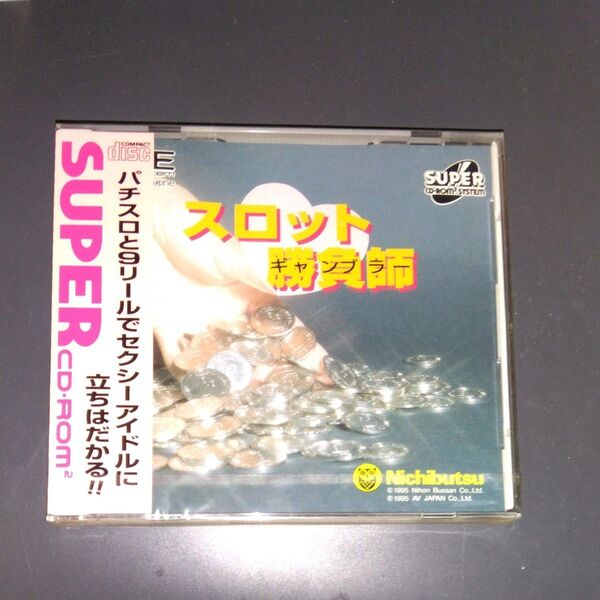 COMPACT
disc
SUPER CD-ROM²
パチスロと9リールでセクシーアイドルに
立ちはだかる!!
SUPER
CD-ROM² SYSTEM
スロット
勝負師
ギャンブラー
Nichibutsu
©1995 Nihon Bussan Co.,Ltd.
©1995 AV JAPAN Co.,Ltd.